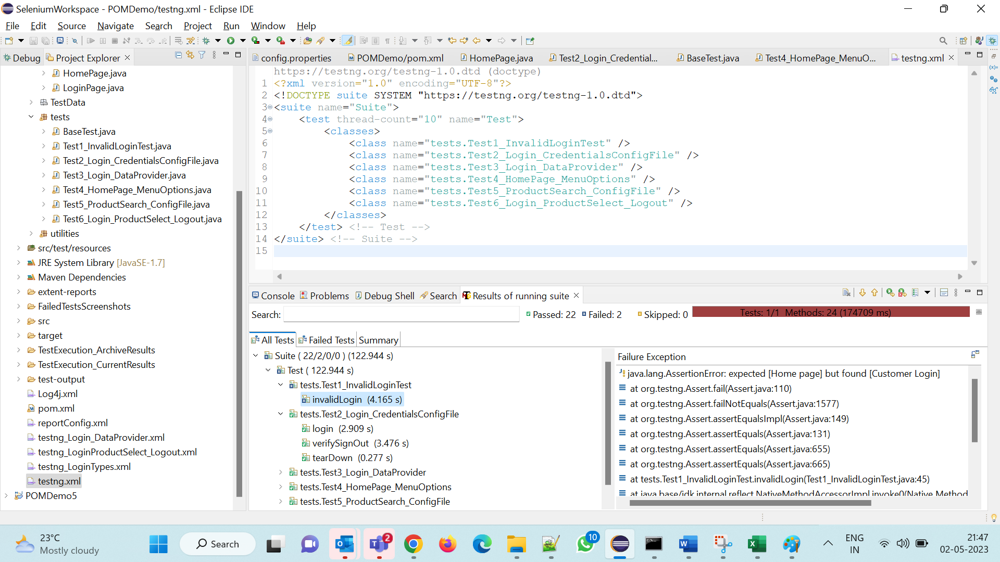 SeleniumWorkspace - POMDemo/testng.xml - Eclipse IDE
File Edit Source Navigate Search Project Run Window Help
Debug Project Explorer
HomePage.java
LoginPage.java
TestData
tests
BaseTest.java
Test1_InvalidLoginTest.java
Test2_Login_CredentialsConfigFile.java
Test3_Login_DataProvider.java
Test4_HomePage_MenuOptions.java
Test5_ProductSearch_ConfigFile.java
Test6_Login_ProductSelect_Logout.java
utilities
src/test/resources
JRE System Library [JavaSE-1.7]
Maven Dependencies
extent-reports
FailedTestsScreenshots
src
target
TestExecution_ArchiveResults
TestExecution_CurrentResults
test-output
Log4j.xml
pom.xml
reportConfig.xml
testng_Login_DataProvider.xml
testng_LoginProductSelect_Logout.xml
testng_LoginTypes.xml
testng.xml
POMDemo5
config.properties POMDemo/pom.xml HomePage.java Test2_Login_Credential... BaseTest.java Test4_HomePage_MenuO... testng.xml
https://testng.org/testng-1.0.dtd (doctype)
1 <?xml version="1.0" encoding="UTF-8"?>
2 <!DOCTYPE suite SYSTEM "https://testng.org/testng-1.0.dtd">
3 <suite name="Suite">
4 <test thread-count="10" name="Test">
5 <classes>
6 <class name="tests.Test1_InvalidLoginTest" />
7 <class name="tests.Test2_Login_CredentialsConfigFile" />
8 <class name="tests.Test3_Login_DataProvider" />
9 <class name="tests.Test4_HomePage_MenuOptions" />
10 <class name="tests.Test5_ProductSearch_ConfigFile" />
11 <class name="tests.Test6_Login_ProductSelect_Logout" />
12 </classes>
13 </test> <!-- Test -->
14 </suite> <!-- Suite -->
15
Console Problems Debug Shell Search Results of running suite
Search: Passed: 22 Failed: 2 Skipped: 0 Tests: 1/1 Methods: 24 (174709 ms)
All Tests Failed Tests Summary
Suite ( 22/2/0/0 ) (122.944 s)
Test ( 122.944 s)
tests.Test1_InvalidLoginTest
invalidLogin (4.165 s)
tests.Test2_Login_CredentialsConfigFile
login (2.909 s)
verifySignOut (3.476 s)
tearDown (0.277 s)
tests.Test3_Login_DataProvider
tests.Test4_HomePage_MenuOptions
tests.Test5_ProductSearch_ConfigFile
Failure Exception
java.lang.AssertionError: expected [Home page] but found [Customer Login]
at org.testng.Assert.fail(Assert.java:110)
at org.testng.Assert.failNotEquals(Assert.java:1577)
at org.testng.Assert.assertEqualsImpl(Assert.java:149)
at org.testng.Assert.assertEquals(Assert.java:131)
at org.testng.Assert.assertEquals(Assert.java:655)
at org.testng.Assert.assertEquals(Assert.java:665)
at tests.Test1_InvalidLoginTest.invalidLogin(Test1_InvalidLoginTest.java:45)
at java.base/jdk.internal.reflect.NativeMethodAccessorImpl.invoke0(Native Method
23°C
Mostly cloudy
Search
2
10
ENG
IN
21:47
02-05-2023